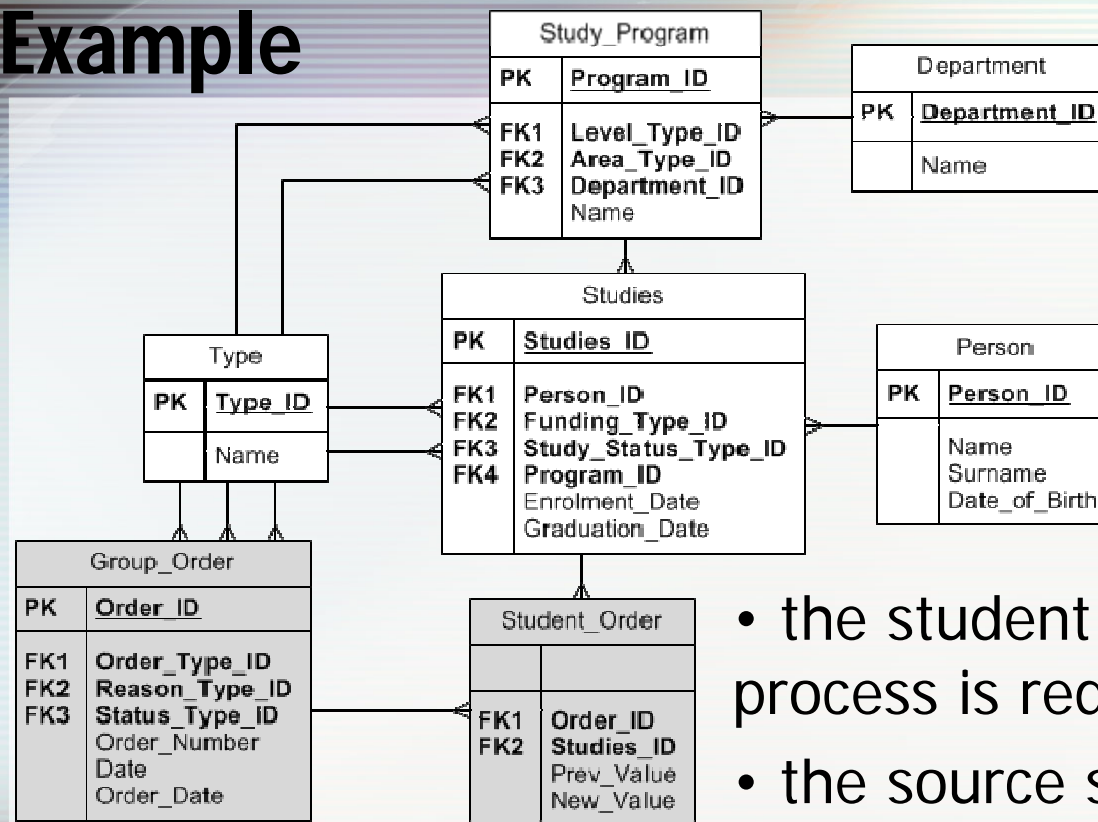 Example
Study_Program
PK Program_ID
FK1 Level_Type_ID
FK2 Area_Type_ID
FK3 Department_ID
Name
Department
PK Department_ID
Name
Studies
PK Studies_ID
FK1 Person_ID
FK2 Funding_Type_ID
FK3 Study_Status_Type_ID
FK4 Program_ID
Enrolment_Date
Graduation_Date
Type
PK Type_ID
Name
Person
PK Person_ID
Name
Surname
Date_of_Birth
Group_Order
PK Order_ID
FK1 Order_Type_ID
FK2 Reason_Type_ID
FK3 Status_Type_ID
Order_Number
Date
Order_Date
Student_Order
FK1 Order_ID
FK2 Studies_ID
Prev_Value
New_Value
• the student
process is
• the source